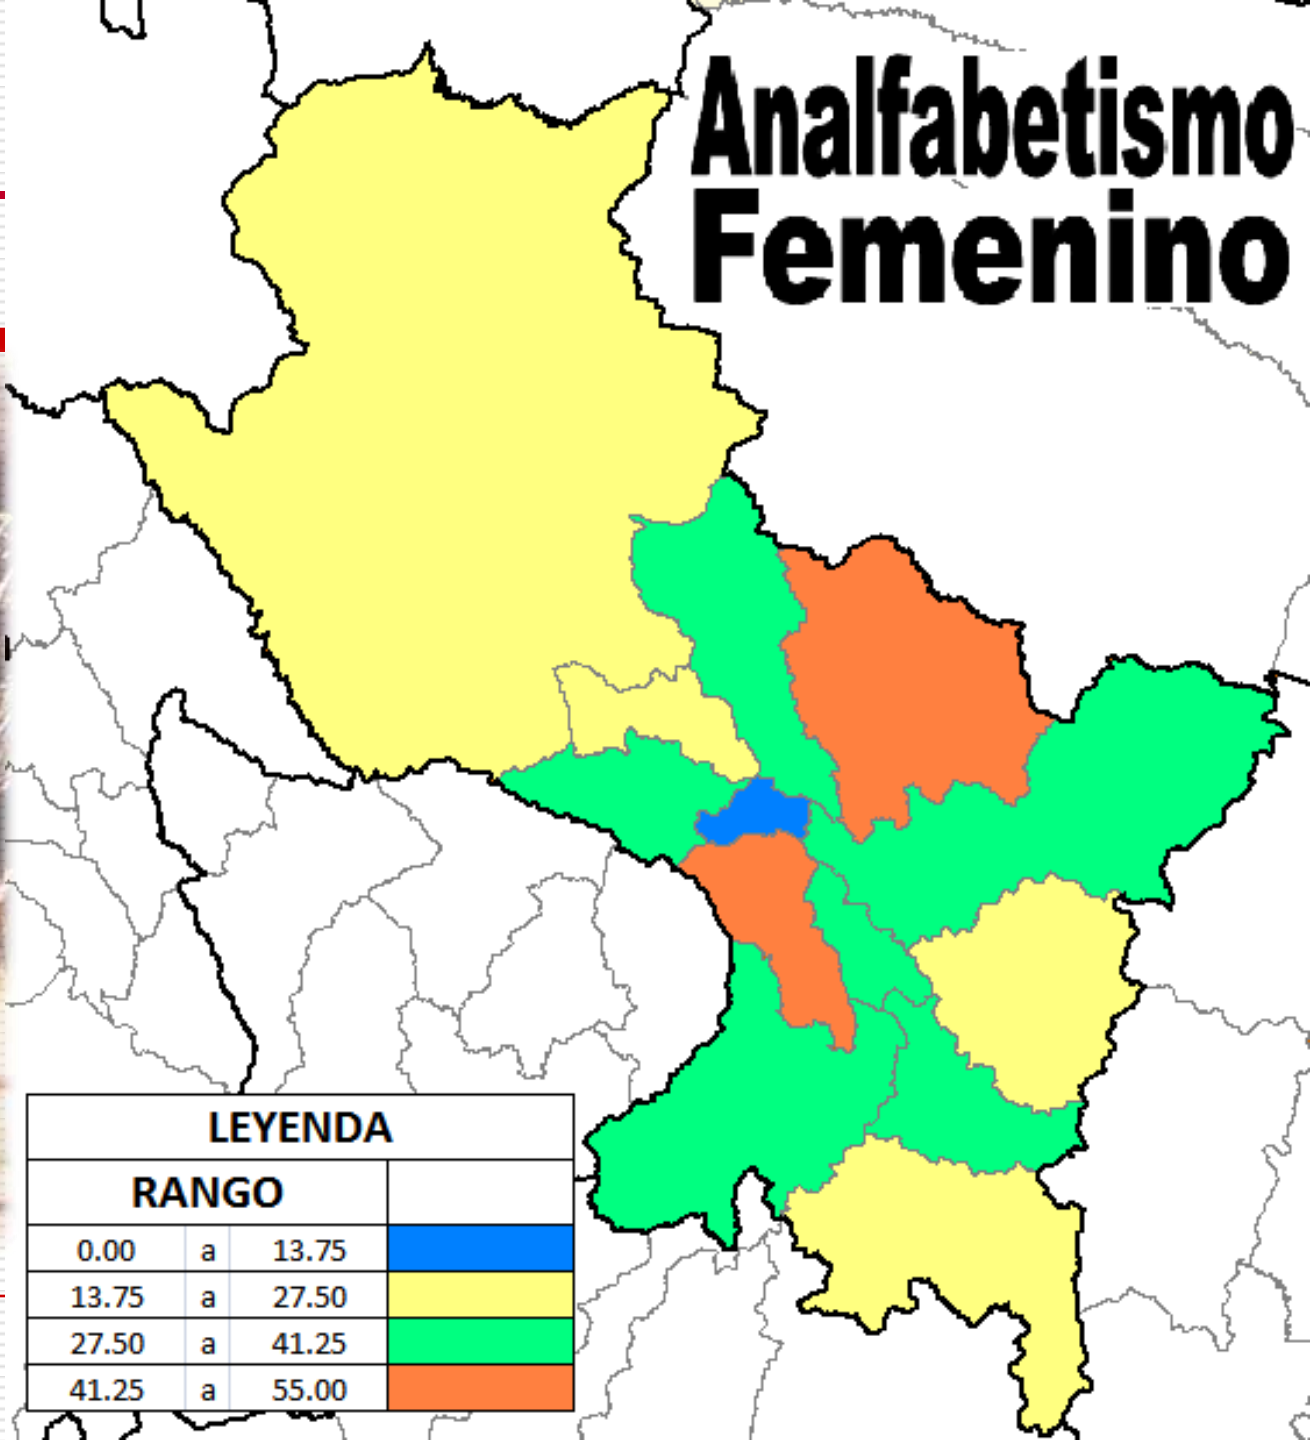 Analfabetismo
Femenino
LEYENDA
RANGO
0.00 a 13.75
13.75 a 27.50
27.50 a 41.25
41.25 a 55.00